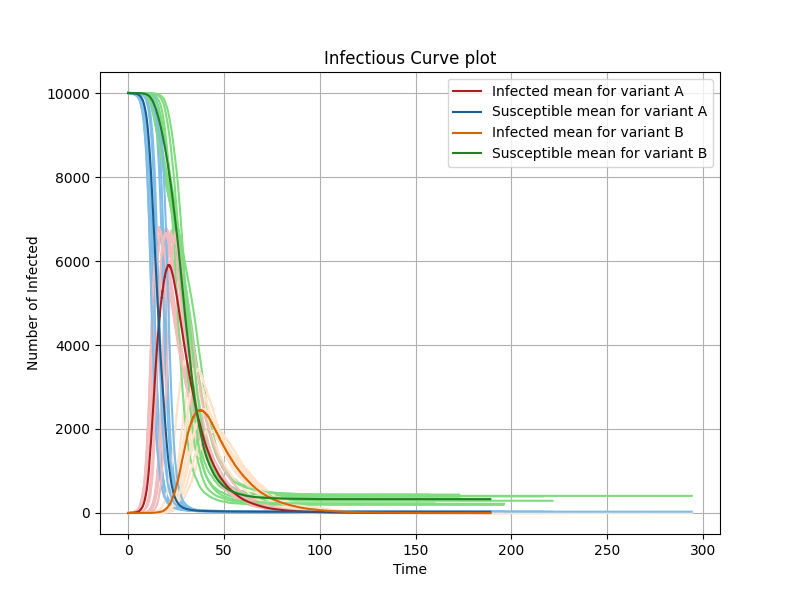 Infectious Curve plot
Infected mean for variant A
Susceptible mean for variant A
Infected mean for variant B
Susceptible mean for variant B
Number of Infected
10000
8000
6000
4000
2000
0
0 50 100 150 200 250 300
Time